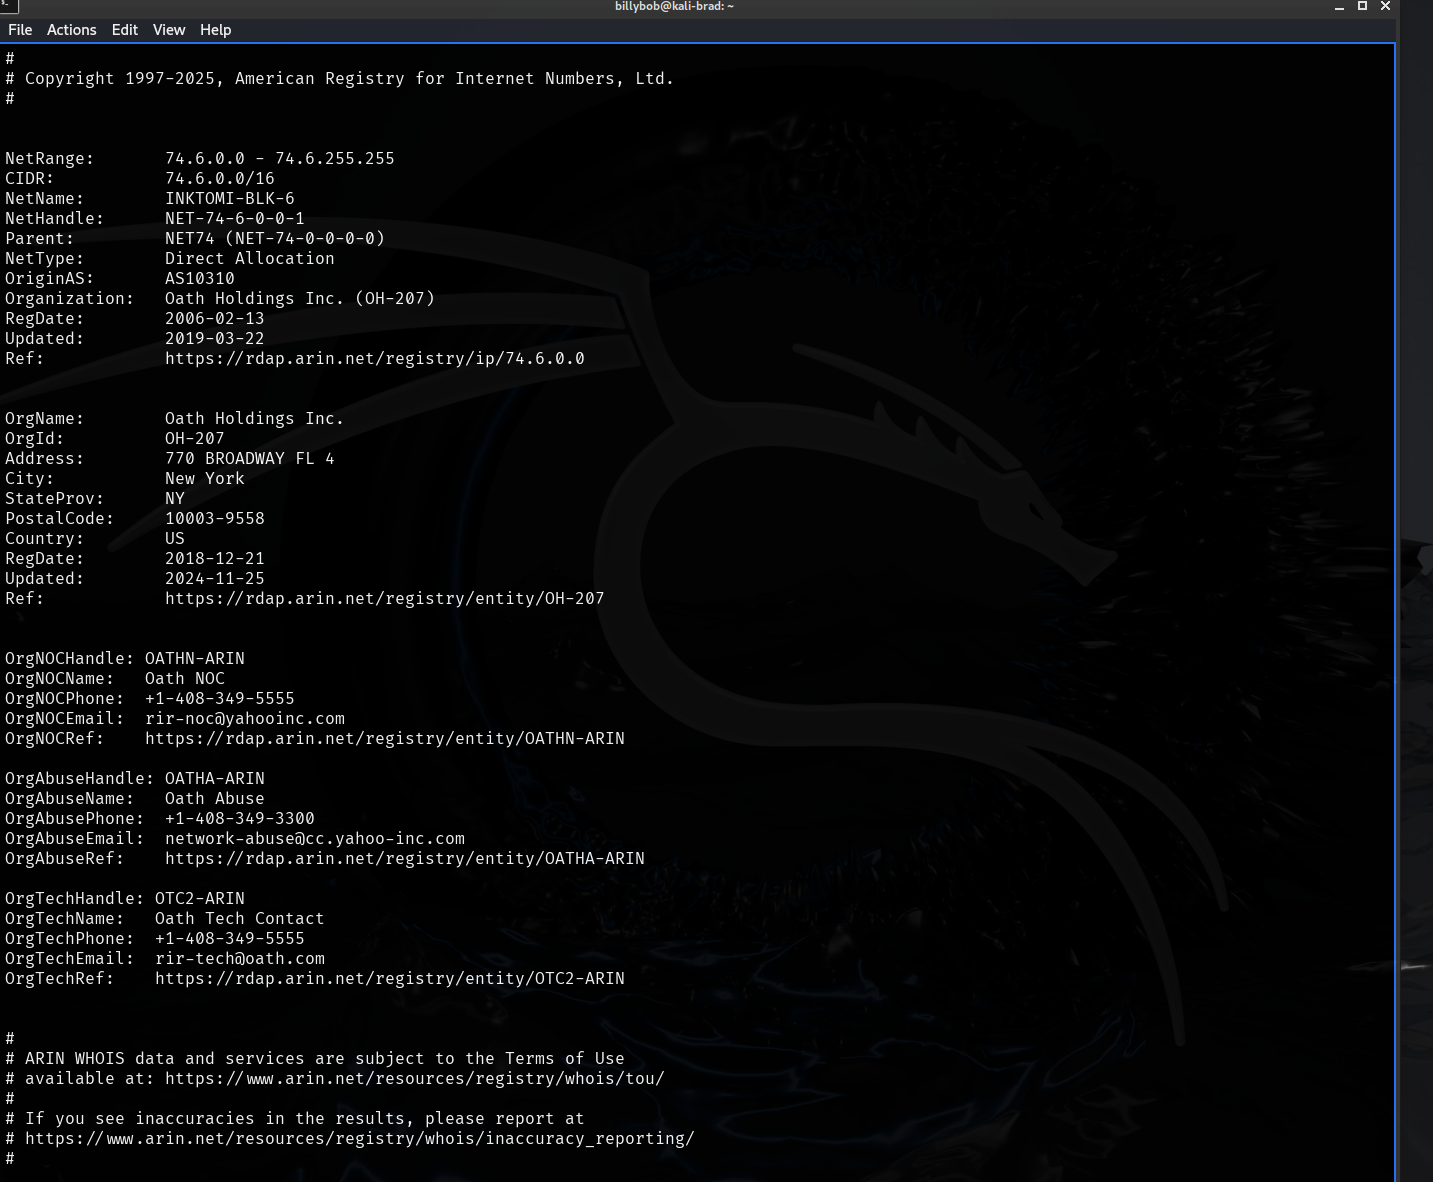 billybob@kali-brad: ~
File Actions Edit View Help
#
# Copyright 1997-2025, American Registry for Internet Numbers, Ltd.
#
NetRange:       74.6.0.0 - 74.6.255.255
CIDR:           74.6.0.0/16
NetName:        INKTOMI-BLK-6
NetHandle:      NET-74-6-0-0-1
Parent:         NET74 (NET-74-0-0-0-0)
NetType:        Direct Allocation
OriginAS:       AS10310
Organization:   Oath Holdings Inc. (OH-207)
RegDate:        2006-02-13
Updated:        2019-03-22
Ref:            https://rdap.arin.net/registry/ip/74.6.0.0
OrgName:        Oath Holdings Inc.
OrgId:          OH-207
Address:        770 BROADWAY FL 4
City:           New York
StateProv:      NY
PostalCode:     10003-9558
Country:        US
RegDate:        2018-12-21
Updated:        2024-11-25
Ref:            https://rdap.arin.net/registry/entity/OH-207
OrgNOCHandle: OATHN-ARIN
OrgNOCName:   Oath NOC
OrgNOCPhone:  +1-408-349-5555
OrgNOCEmail:  rir-noc@yahooinc.com
OrgNOCRef:    https://rdap.arin.net/registry/entity/OATHN-ARIN
OrgAbuseHandle: OATHA-ARIN
OrgAbuseName:   Oath Abuse
OrgAbusePhone:  +1-408-349-3300
OrgAbuseEmail:  network-abuse@cc.yahoo-inc.com
OrgAbuseRef:    https://rdap.arin.net/registry/entity/OATHA-ARIN
OrgTechHandle: OTC2-ARIN
OrgTechName:   Oath Tech Contact
OrgTechPhone:  +1-408-349-5555
OrgTechEmail:  rir-tech@oath.com
OrgTechRef:    https://rdap.arin.net/registry/entity/OTC2-ARIN
#
# ARIN WHOIS data and services are subject to the Terms of Use
# available at: https://www.arin.net/resources/registry/whois/tou/
#
# If you see inaccuracies in the results, please report at
# https://www.arin.net/resources/registry/whois/inaccuracy_reporting/
#